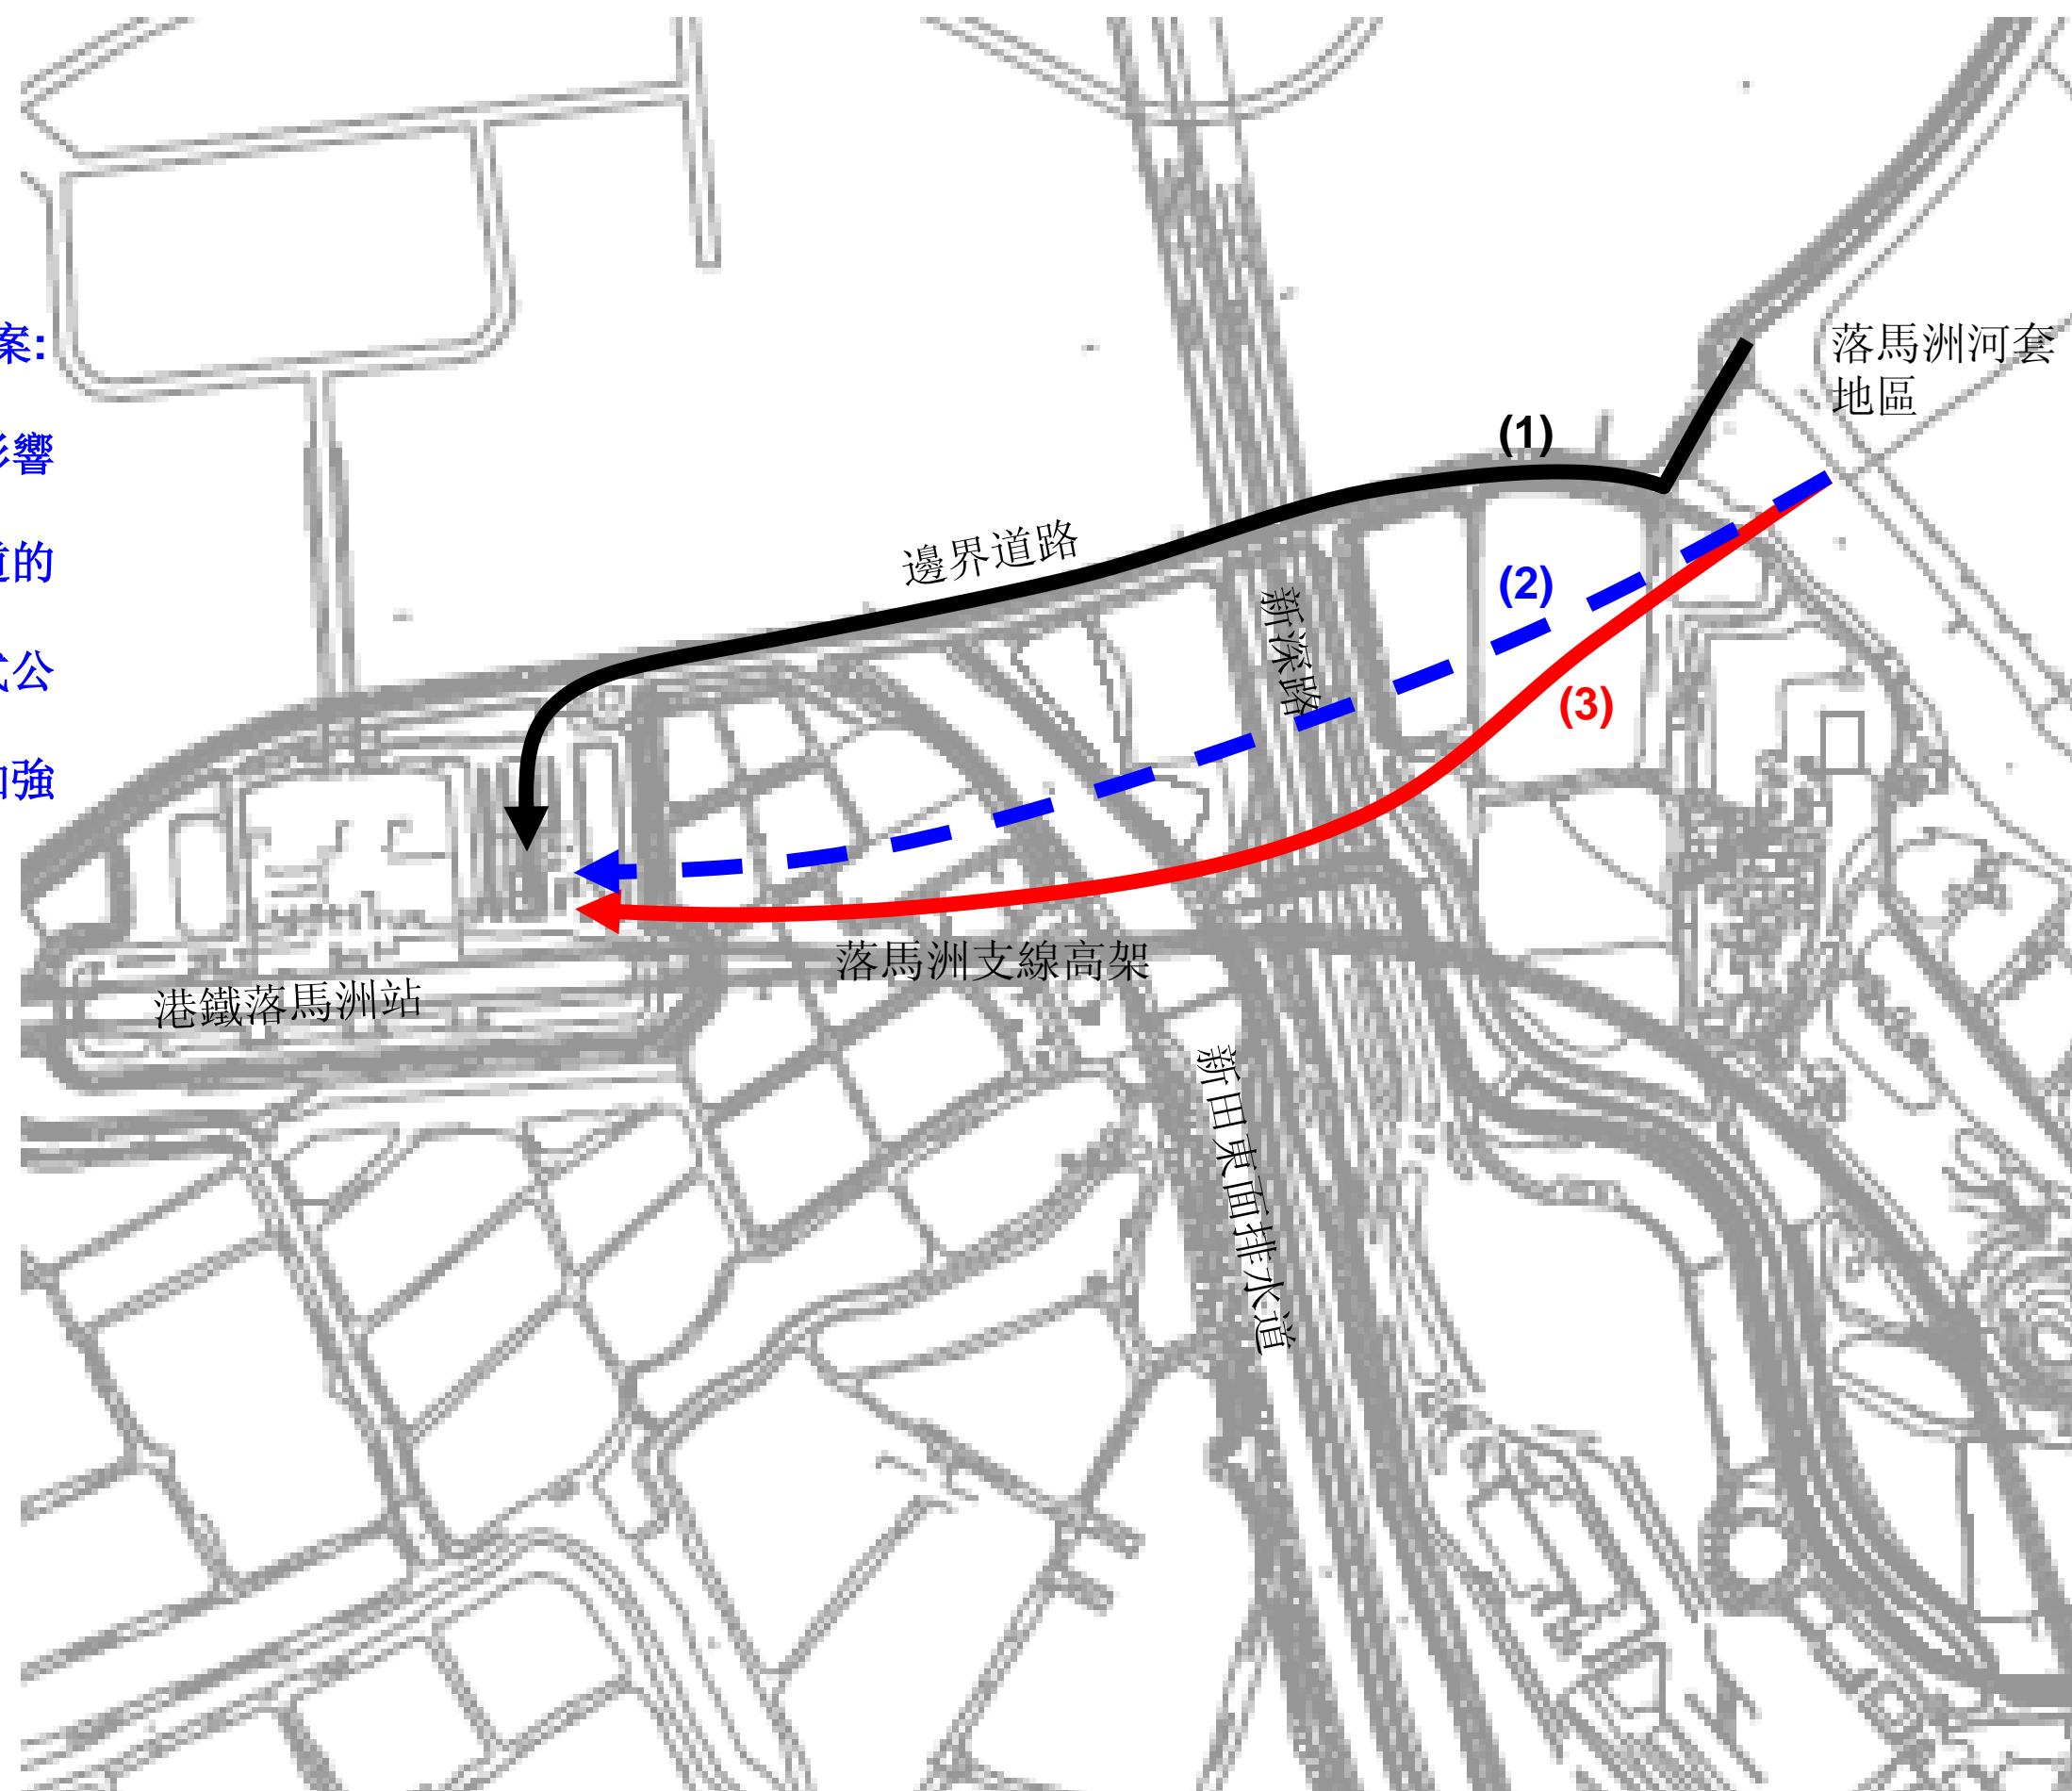 案:
響
道的
公
強
落馬洲河套
地區
(1)
邊界道路
(2)
新深路
(3)
落馬洲支線高架
港鐵落馬洲站
新田東面排水道